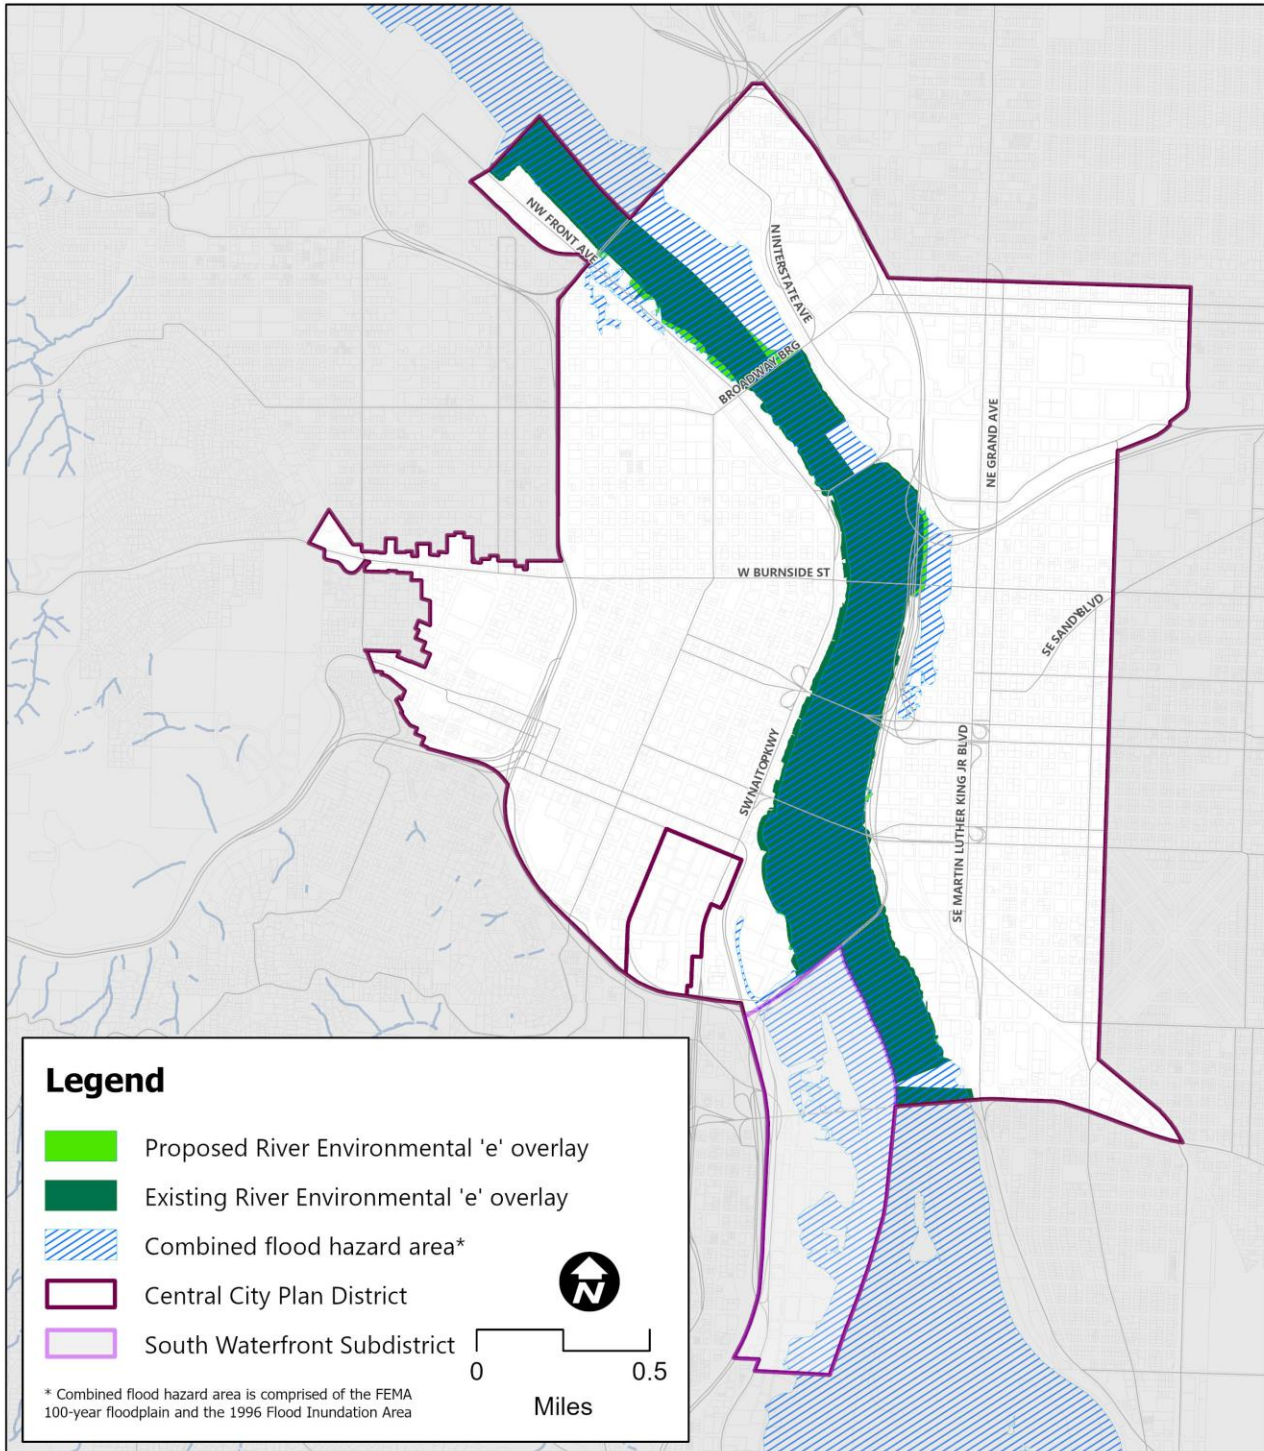 NW FRONT AVE
N INTERSTATE AVE
BROADWAY BRG
NE GRAND AVE
W BURNSIDE ST
SE SANDY BLVD
SW NAITO PKWY
SE MARTIN LUTHER KING JR BLVD
Legend
Proposed River Environmental 'e' overlay
Existing River Environmental 'e' overlay
Combined flood hazard area*
Central City Plan District
South Waterfront Subdistrict
N
0
0.5
Miles
* Combined flood hazard area is comprised of the FEMA
100-year floodplain and the 1996 Flood Inundation Area